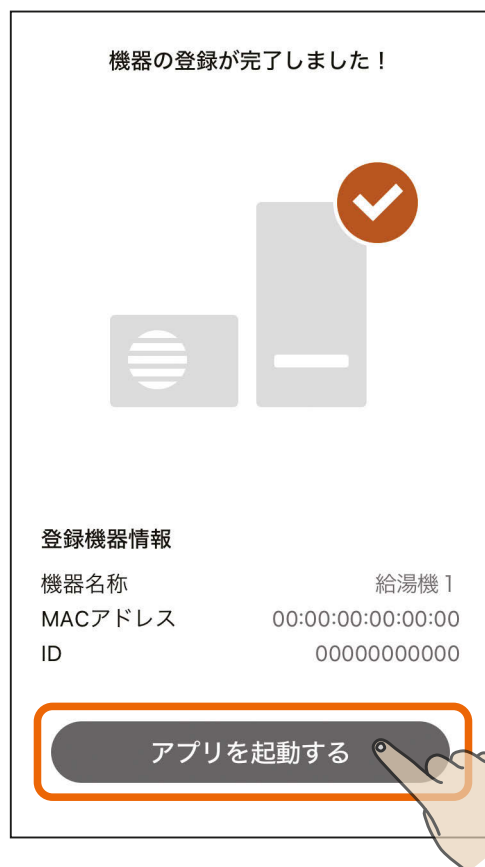 機器の登録が完了しました！
登録機器情報
機器名称 給湯機1
MACアドレス 00:00:00:00:00:00
ID 00000000000
アプリを起動する